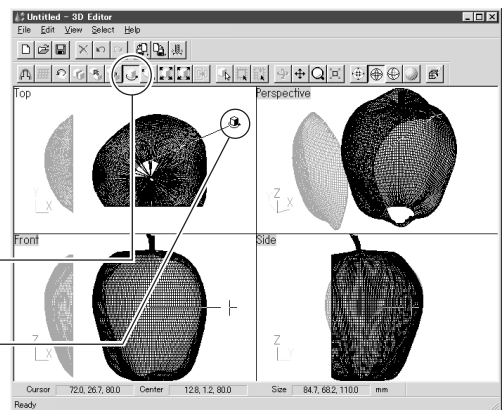 Untitled - 3D Editor
File Edit View Select Help
Top
Perspective
Y
X
Z
X
Front
Side
Z
X
Z
Y
Cursor 72.0, 26.7, 80.0 Center 12.8, 1.2, 80.0 Size 84.7, 68.2, 110.0 mm
Ready